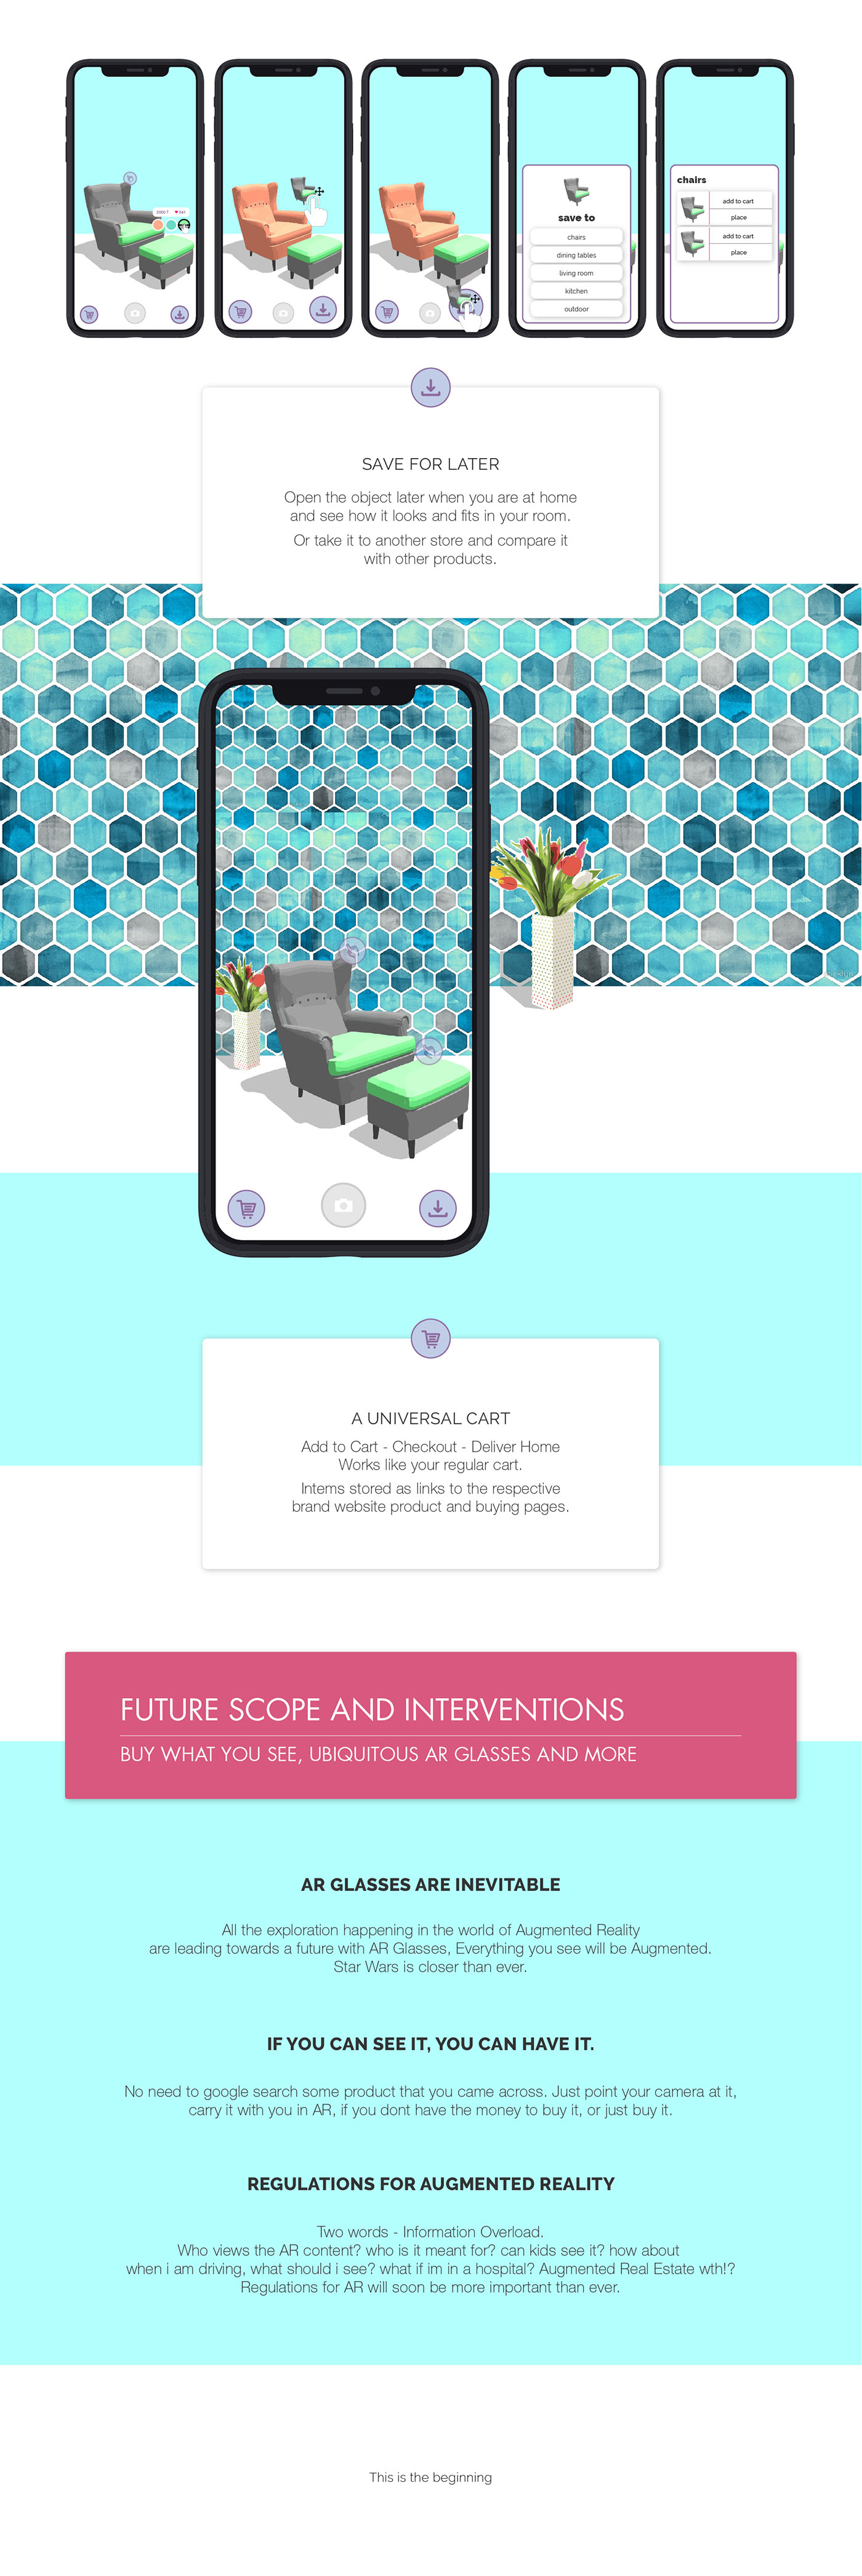 2000 ₹
save to
chairs
dining tables
living room
kitchen
outdoor
chairs
add to cart
place
add to cart
place
SAVE FOR LATER
Open the object later when you are at home
and see how it looks and fits in your room.
Or take it to another store and compare it
with other products.
A UNIVERSAL CART
Add to Cart - Checkout - Deliver Home
Works like your regular cart.
Intems stored as links to the respective
brand website product and buying pages.
FUTURE SCOPE AND INTERVENTIONS
BUY WHAT YOU SEE, UBIQUITOUS AR GLASSES AND MORE
AR GLASSES ARE INEVITABLE
All the exploration happening in the world of Augmented Reality
are leading towards a future with AR Glasses, Everything you see will be Augmented.
Star Wars is closer than ever.
IF YOU CAN SEE IT, YOU CAN HAVE IT.
No need to google search some product that you came across. Just point your camera at it,
carry it with you in AR, if you dont have the money to buy it, or just buy it.
REGULATIONS FOR AUGMENTED REALITY
Two words - Information Overload.
Who views the AR content? who is it meant for? can kids see it? how about
when i am driving, what should i see? what if im in a hospital? Augmented Real Estate wth!?
Regulations for AR will soon be more important than ever.
This is the beginning